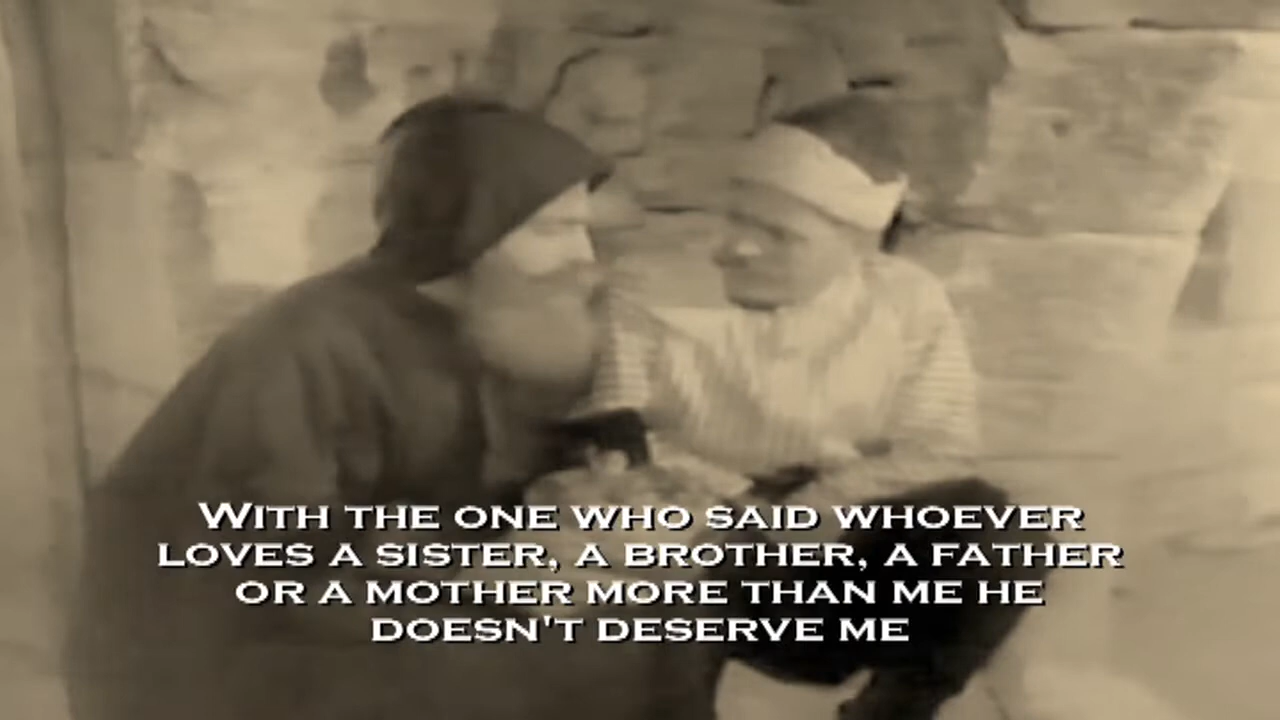 WITH THE ONE WHO SAID WHOEVER
LOVES A SISTER, A BROTHER, A FATHER
OR A MOTHER MORE THAN ME HE
DOESN'T DESERVE ME